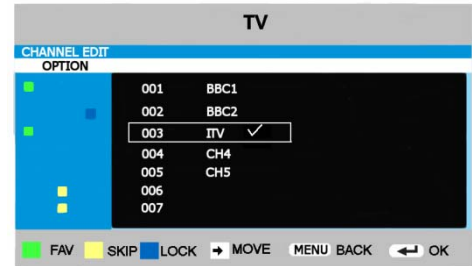 TV
CHANNEL EDIT
OPTION
001 BBC1
002 BBC2
003 ITV
004 CH4
005 CH5
006
007
FAV SKIP LOCK MOVE MENU BACK OK